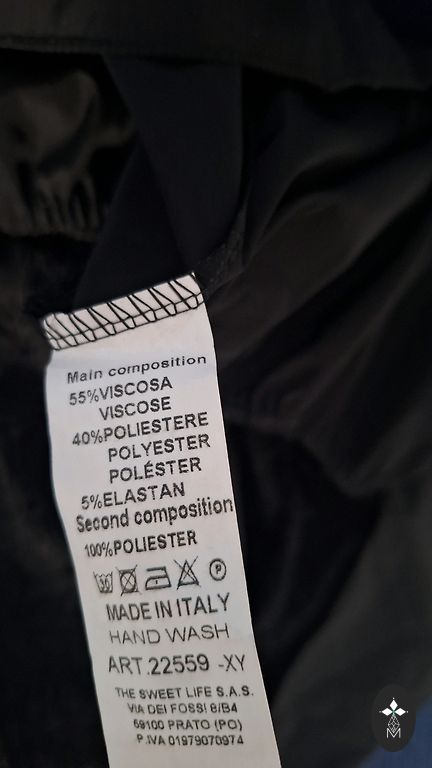 Main composition
55%VISCOSA
VISCOSE
40%POLIESTERE
POLYESTER
POLÉSTER
5%ELASTAN
Second composition
100%POLIESTER
30 P
MADE IN ITALY
HAND WASH
ART.22559 -XY
THE SWEET LIFE S.A.S.
VIA DEI FOSSI 8/B4
59100 PRATO (PO)
P.IVA 01979070974
M